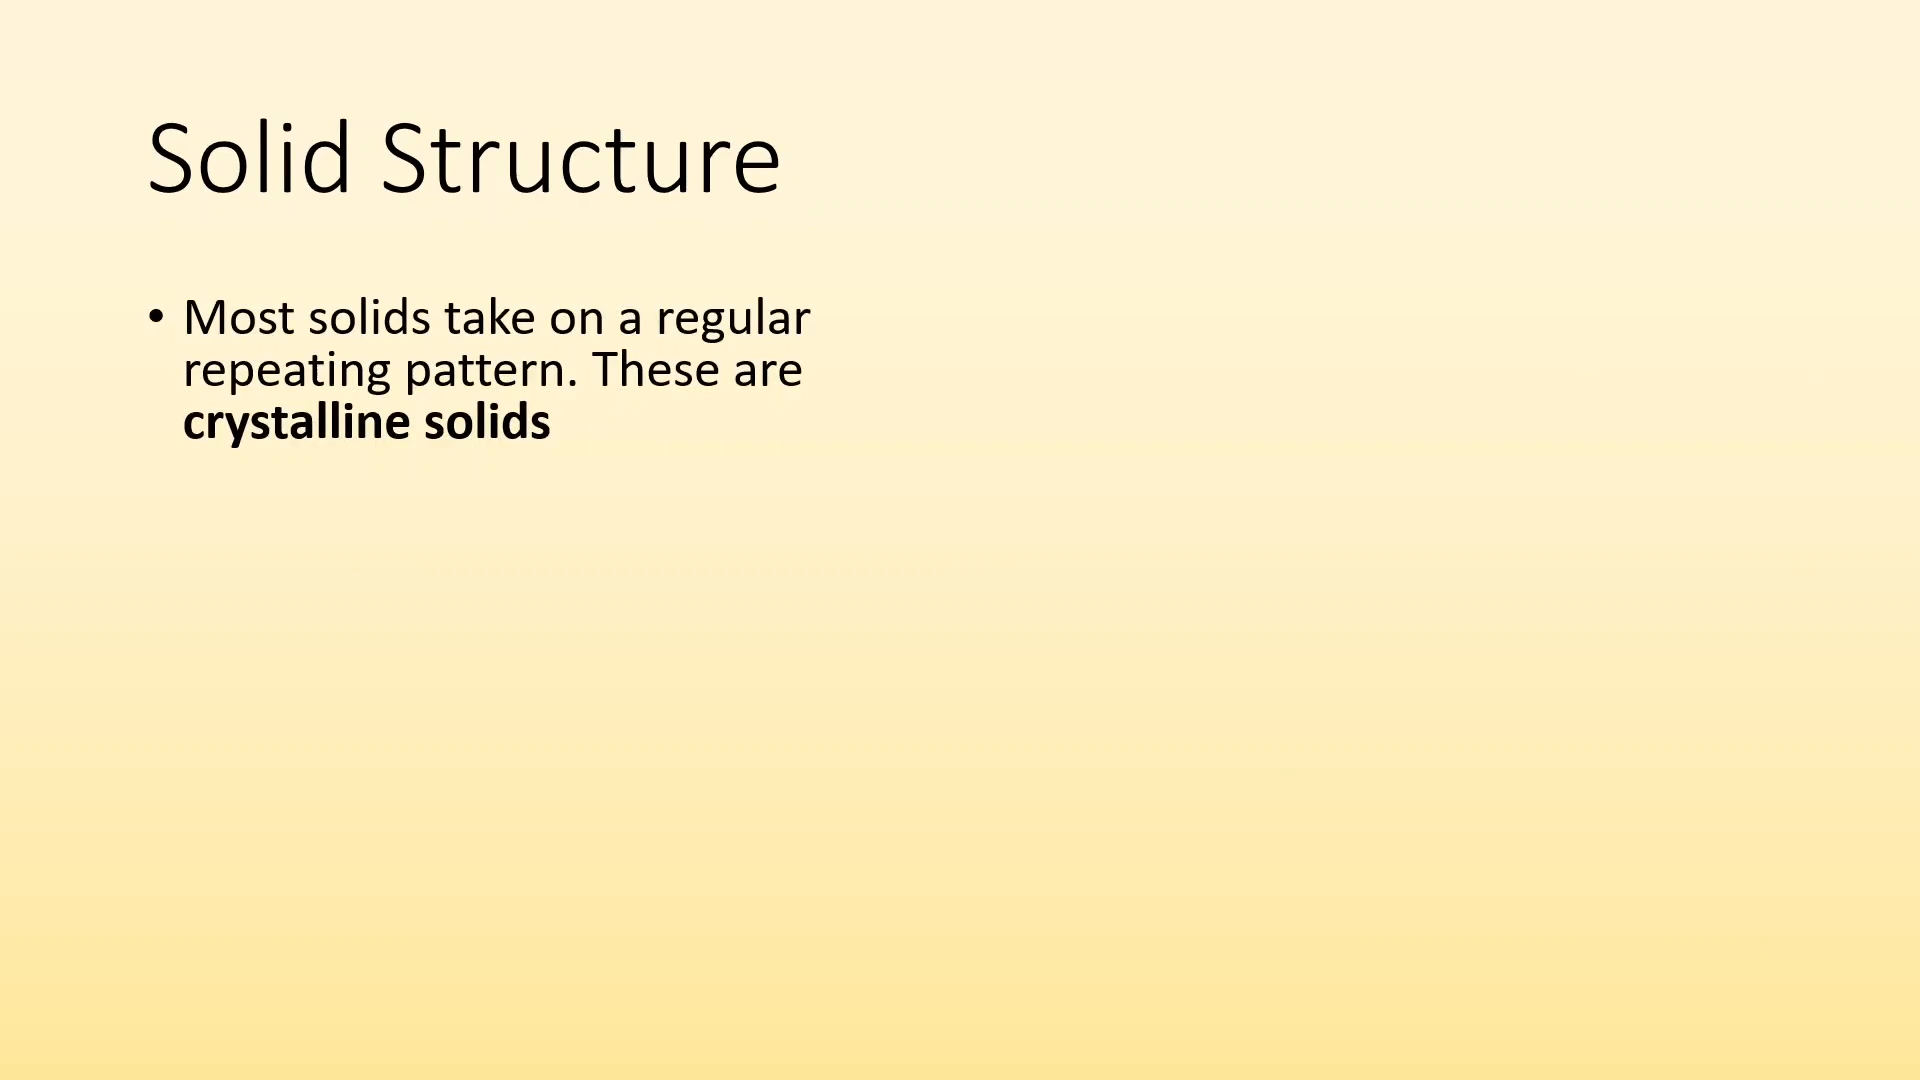 Solid Structure
• Most solids take on a regular
repeating pattern. These are
crystalline solids